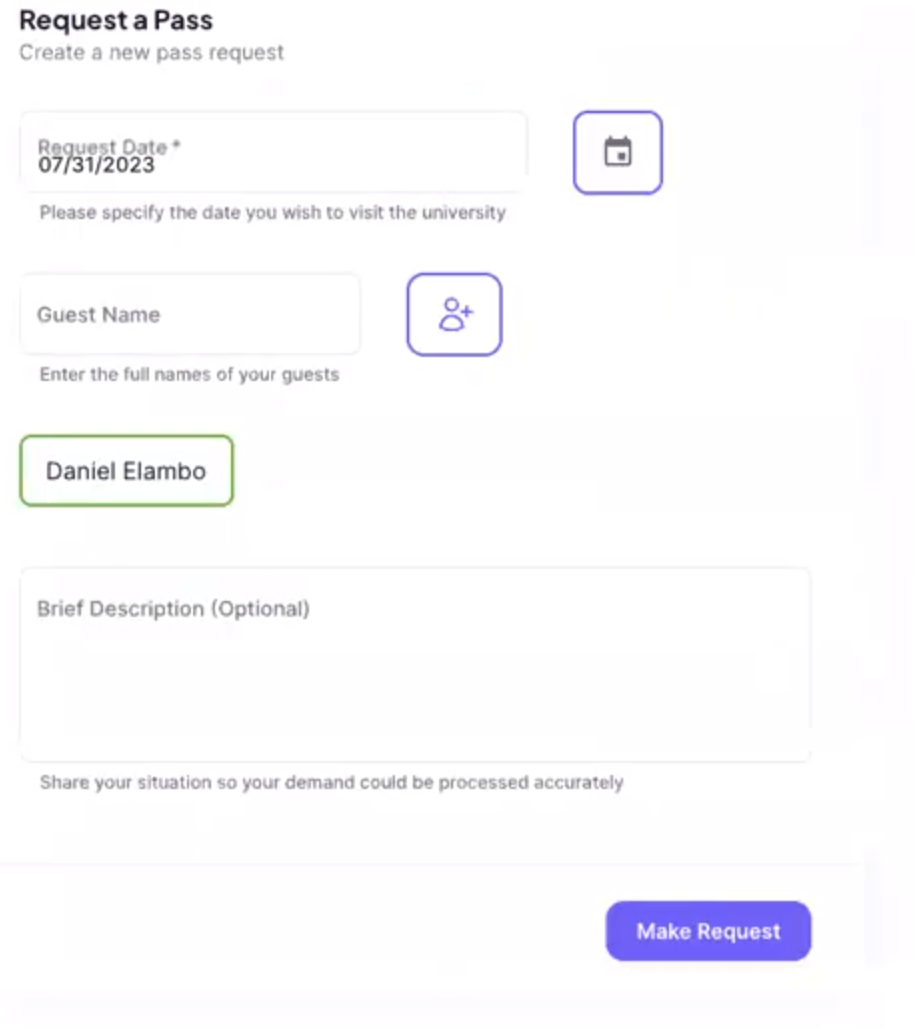 Request a Pass
Create a new pass request
Request Date *
07/31/2023
Please specify the date you wish to visit the university
Guest Name
Enter the full names of your guests
Daniel Elambo
Brief Description (Optional)
Share your situation so your demand could be processed accurately
Make Request